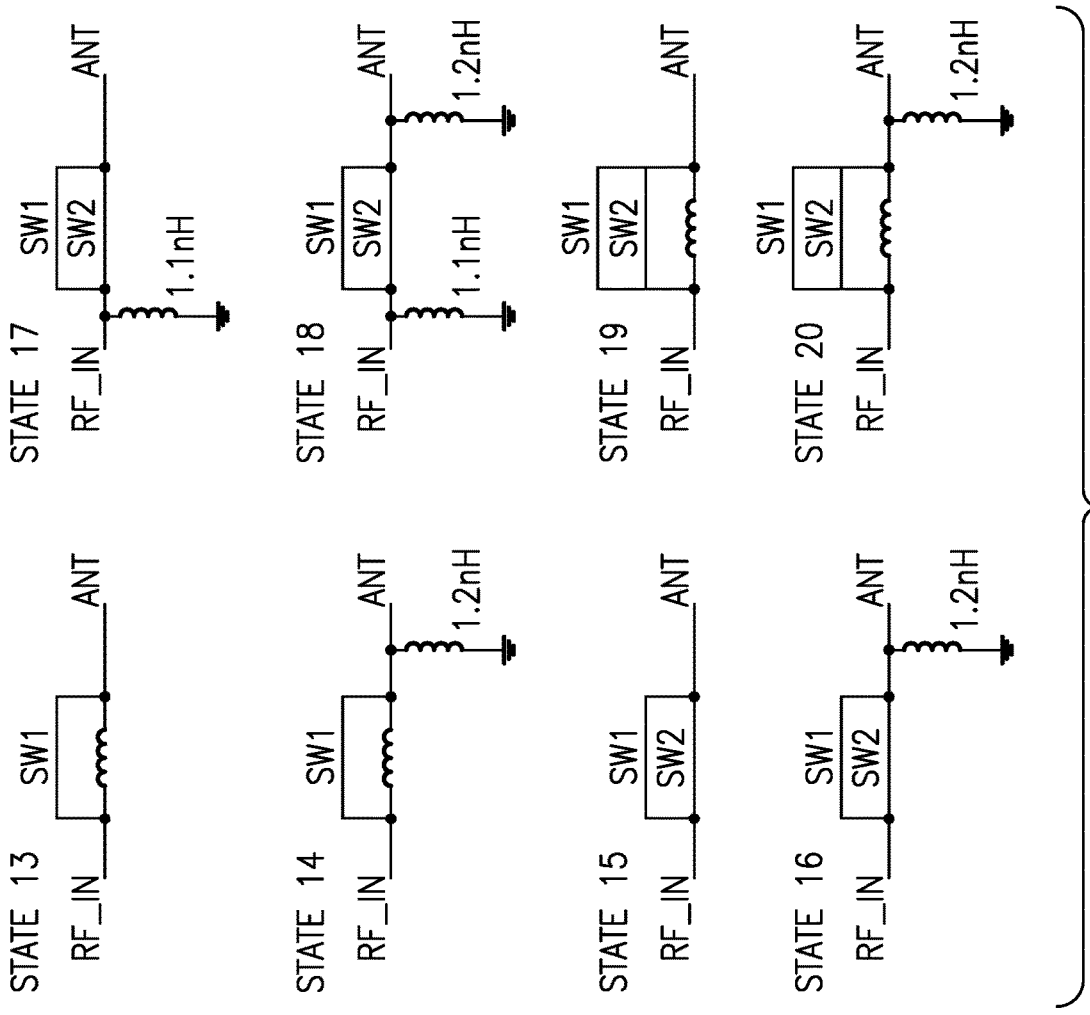 STATE 13
SW1
RF_IN
ANT
STATE 14
SW1
RF_IN
ANT
1.2nH
STATE 15
SW1
SW2
RF_IN
ANT
STATE 16
SW1
SW2
RF_IN
ANT
1.2nH
STATE 17
SW1
SW2
RF_IN
ANT
1.1nH
STATE 18
SW1
SW2
RF_IN
ANT
1.1nH
1.2nH
STATE 19
SW1
SW2
RF_IN
ANT
STATE 20
SW1
SW2
RF_IN
ANT
1.2nH